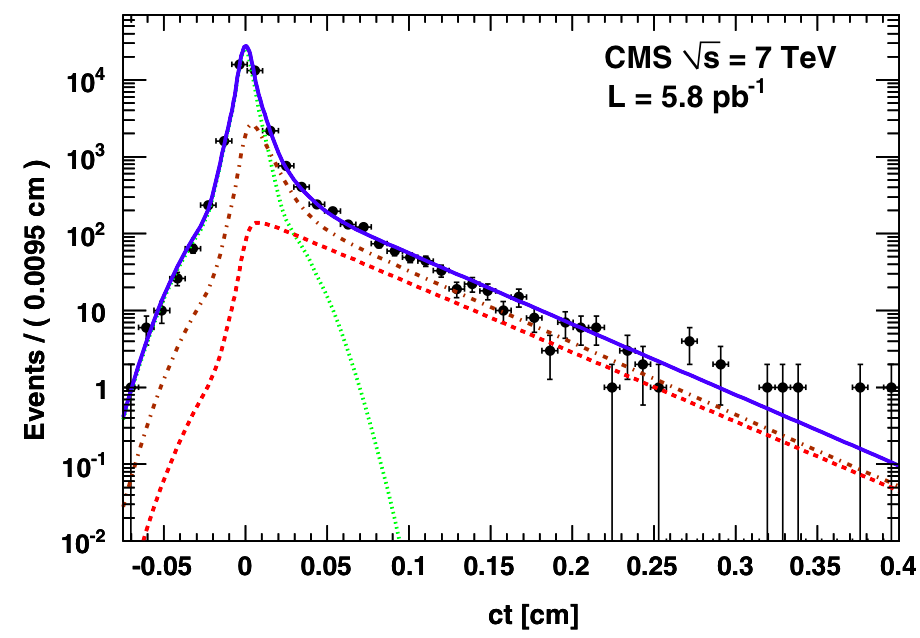 CMS √s = 7 TeV
L = 5.8 pb⁻¹
Events / ( 0.0095 cm )
10⁴
10³
10²
10
1
10⁻¹
10⁻²
-0.05 0 0.05 0.1 0.15 0.2 0.25 0.3 0.35 0.4
ct [cm]